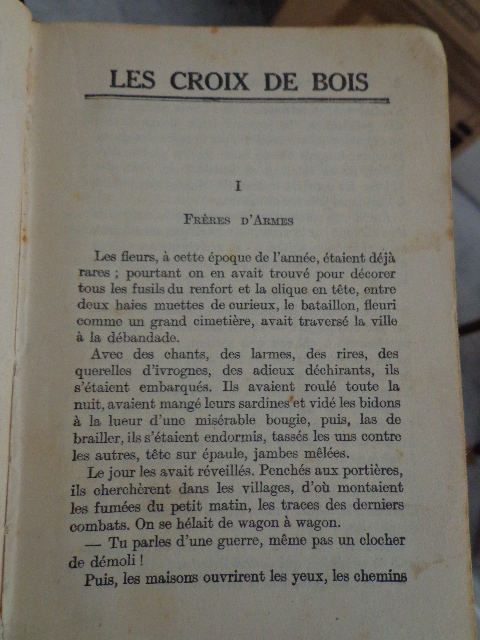 LES CROIX DE BOIS
I
FRÈRES D'ARMES
Les fleurs, à cette époque de l'année, étaient déjà
rares ; pourtant on en avait trouvé pour décorer
tous les fusils du renfort et la clique en tête, entre
deux haies muettes de curieux, le bataillon, fleuri
comme un grand cimetière, avait traversé la ville
à la débandade.
Avec des chants, des larmes, des rires, des
querelles d'ivrognes, des adieux déchirants, ils
s'étaient embarqués. Ils avaient roulé toute la
nuit, avaient mangé leurs sardines et vidé les bidons
à la lueur d'une misérable bougie, puis, las de
brailler, ils s'étaient endormis, tassés les uns contre
les autres, tête sur épaule, jambes mêlées.
Le jour les avait réveillés. Penchés aux portières,
ils cherchèrent dans les villages, d'où montaient
les fumées du petit matin, les traces des derniers
combats. On se hélait de wagon à wagon.
— Tu parles d'une guerre, même pas un clocher
de démoli !
Puis, les maisons ouvrirent les yeux, les chemins